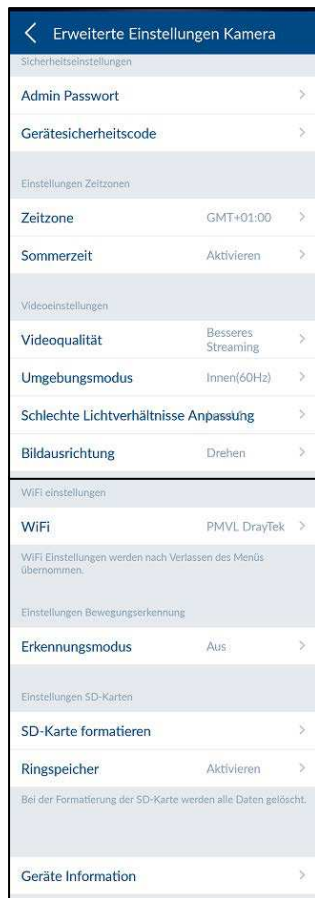 Erweiterte Einstellungen Kamera
Sicherheitseinstellungen
Admin Passwort
Gerätesicherheitscode
Einstellungen Zeitzonen
Zeitzone GMT+01:00
Sommerzeit Aktivieren
Videoeinstellungen
Videoqualität Besseres Streaming
Umgebungsmodus Innen(60Hz)
Schlechte Lichtverhältnisse Anpassung
Bildausrichtung Drehen
WiFi einstellungen
WiFi PMVL DrayTek
WiFi Einstellungen werden nach Verlassen des Menüs
übernommen.
Einstellungen Bewegungserkennung
Erkennungsmodus Aus
Einstellungen SD-Karten
SD-Karte formatieren
Ringspeicher Aktivieren
Bei der Formatierung der SD-Karte werden alle Daten gelöscht.
Geräte Information